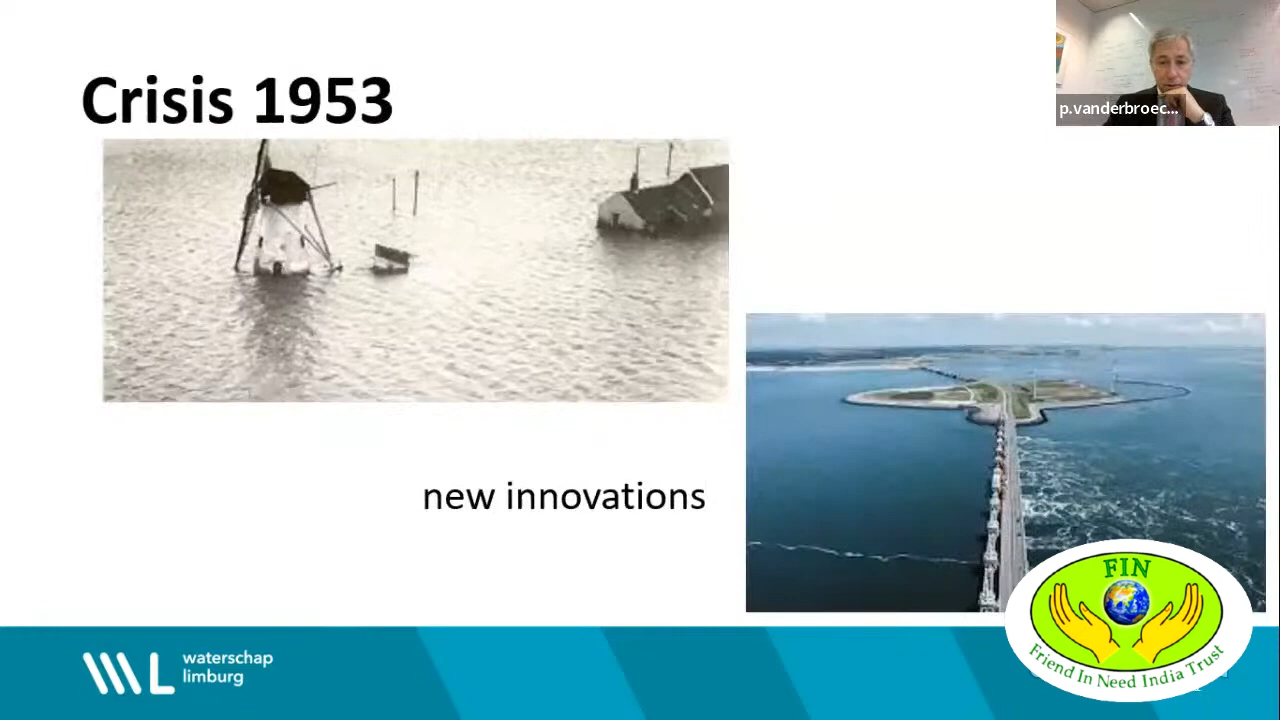 Crisis 1953
p.vanderbroec...
new innovations
waterschap
limburg
FIN
Friend In Need India Trust